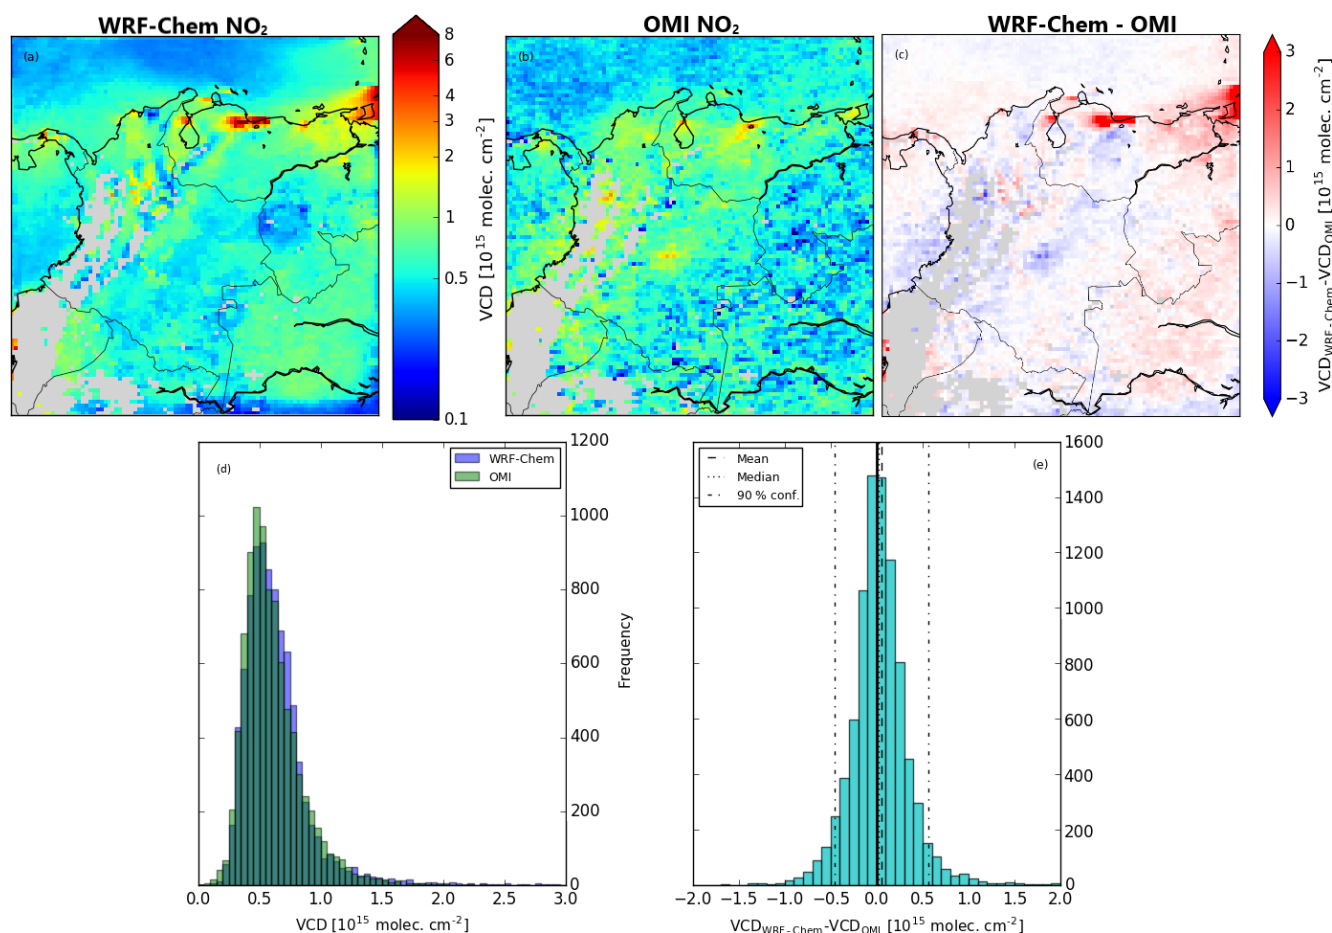 WRF-Chem NO₂
OMI NO₂
WRF-Chem - OMI
(a)
(b)
(c)
8
6
4
3
2
1
0.5
0.1
VCD [10¹⁵ molec. cm⁻²]
3
2
1
0
−1
−2
−3
VCD_WRF-Chem-VCD_OMI [10¹⁵ molec. cm⁻²]
(d)
WRF-Chem
OMI
1200
1000
800
600
400
200
0
Frequency
0.0 0.5 1.0 1.5 2.0 2.5 3.0
VCD [10¹⁵ molec. cm⁻²]
(e)
Mean
Median
90 % conf.
1600
1400
1200
1000
800
600
400
200
0
−2.0 −1.5 −1.0 −0.5 0.0 0.5 1.0 1.5 2.0
VCD_WRF-Chem-VCD_OMI [10¹⁵ molec. cm⁻²]